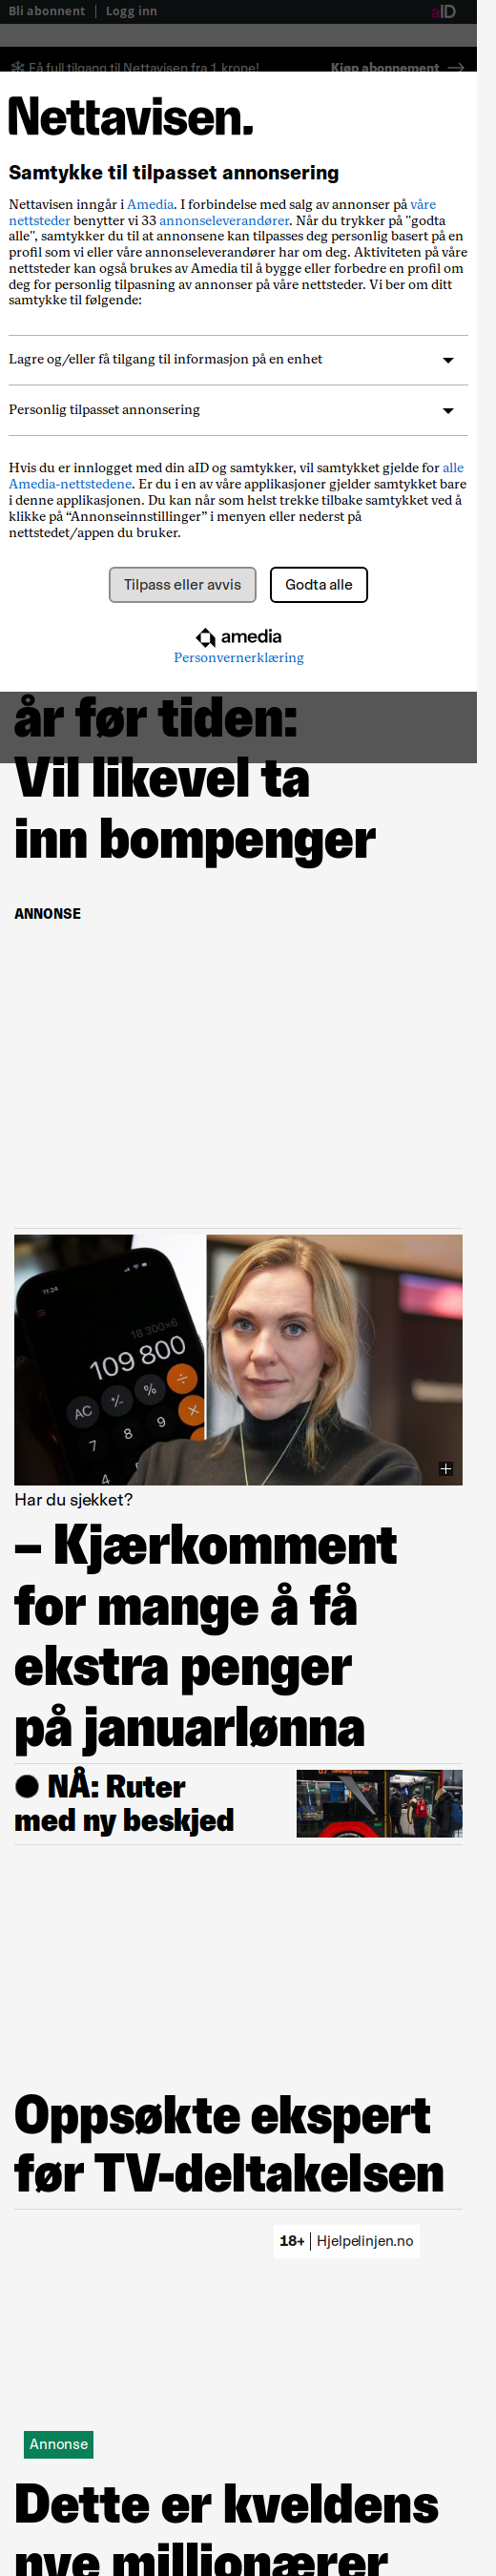 Bli abonnent
Logg inn
aID
Få full tilgang til Nettavisen fra 1 krone!
Kjøp abonnement
Nettavisen.
Samtykke til tilpasset annonsering
Nettavisen inngår i Amedia. I forbindelse med salg av annonser på våre
nettsteder benytter vi 33 annonseleverandører. Når du trykker på "godta
alle", samtykker du til at annonsene kan tilpasses deg personlig basert på en
profil som vi eller våre annonseleverandører har om deg. Aktiviteten på våre
nettsteder kan også brukes av Amedia til å bygge eller forbedre en profil om
deg for personlig tilpasning av annonser på våre nettsteder. Vi ber om ditt
samtykke til følgende:
Lagre og/eller få tilgang til informasjon på en enhet
Personlig tilpasset annonsering
Hvis du er innlogget med din aID og samtykker, vil samtykket gjelde for alle
Amedia-nettstedene. Er du i en av våre applikasjoner gjelder samtykket bare
i denne applikasjonen. Du kan når som helst trekke tilbake samtykket ved å
klikke på “Annonseinnstillinger” i menyen eller nederst på
nettstedet/appen du bruker.
Tilpass eller avvis
Godta alle
amedia
Personvernerklæring
år før tiden:
Vil likevel ta
inn bompenger
ANNONSE
11:26
18 300×6
109 800
AC
+/-
%
÷
7
8
9
×
4
Har du sjekket?
– Kjærkomment
for mange å få
ekstra penger
på januarlønna
NÅ: Ruter
med ny beskjed
Oppsøkte ekspert
før TV-deltakelsen
18+ | Hjelpelinjen.no
Annonse
Dette er kveldens
nye millionærer